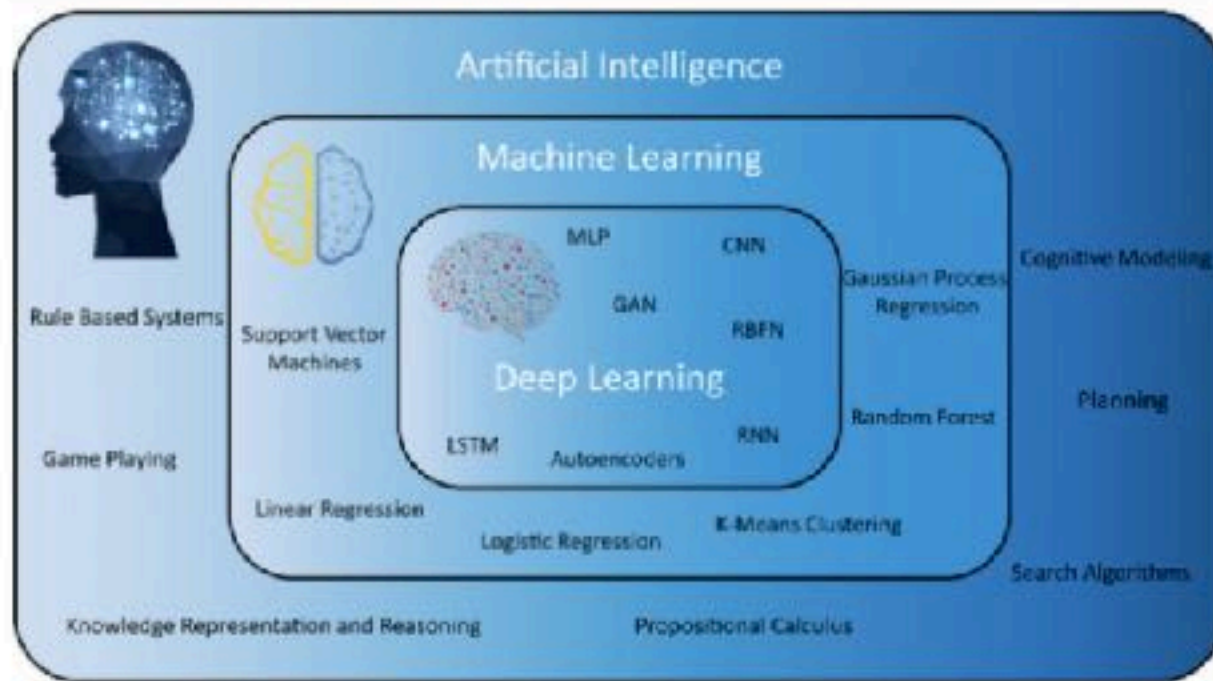 Artificial Intelligence
Machine Learning
MLP
CNN
Cognitive Modeling
Gaussian Process
Regression
GAN
Rule Based Systems
Support Vector
Machines
RBFN
Deep Learning
Planning
Random Forest
RNN
LSTM
Autoencoders
Game Playing
Linear Regression
K-Means Clustering
Logistic Regression
Search Algorithms
Knowledge Representation and Reasoning
Propositional Calculus